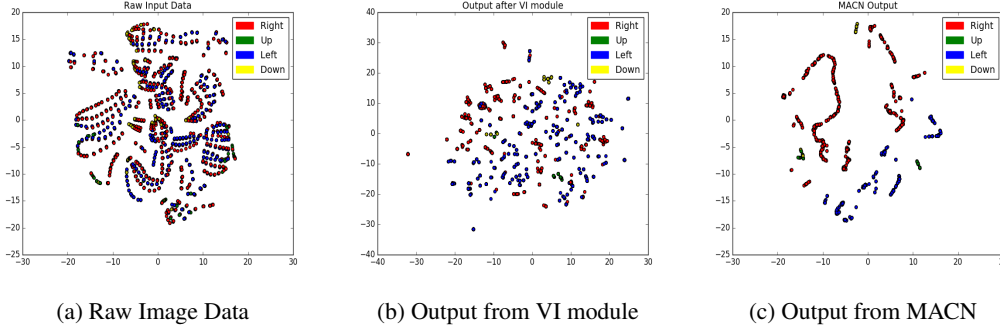 Raw Input Data
25
20
15
10
5
0
−5
−10
−15
−20
−25
−30 −20 −10 0 10 20 30
Right
Up
Left
Down
Output after VI module
40
30
20
10
0
−10
−20
−30
−40
−40 −30 −20 −10 0 10 20 30
Right
Up
Left
Down
MACN Output
20
15
10
5
0
−5
−10
−15
−20
−25
−30 −20 −10 0 10 20 30
Right
Up
Left
Down
(a) Raw Image Data
(b) Output from VI module
(c) Output from MACN